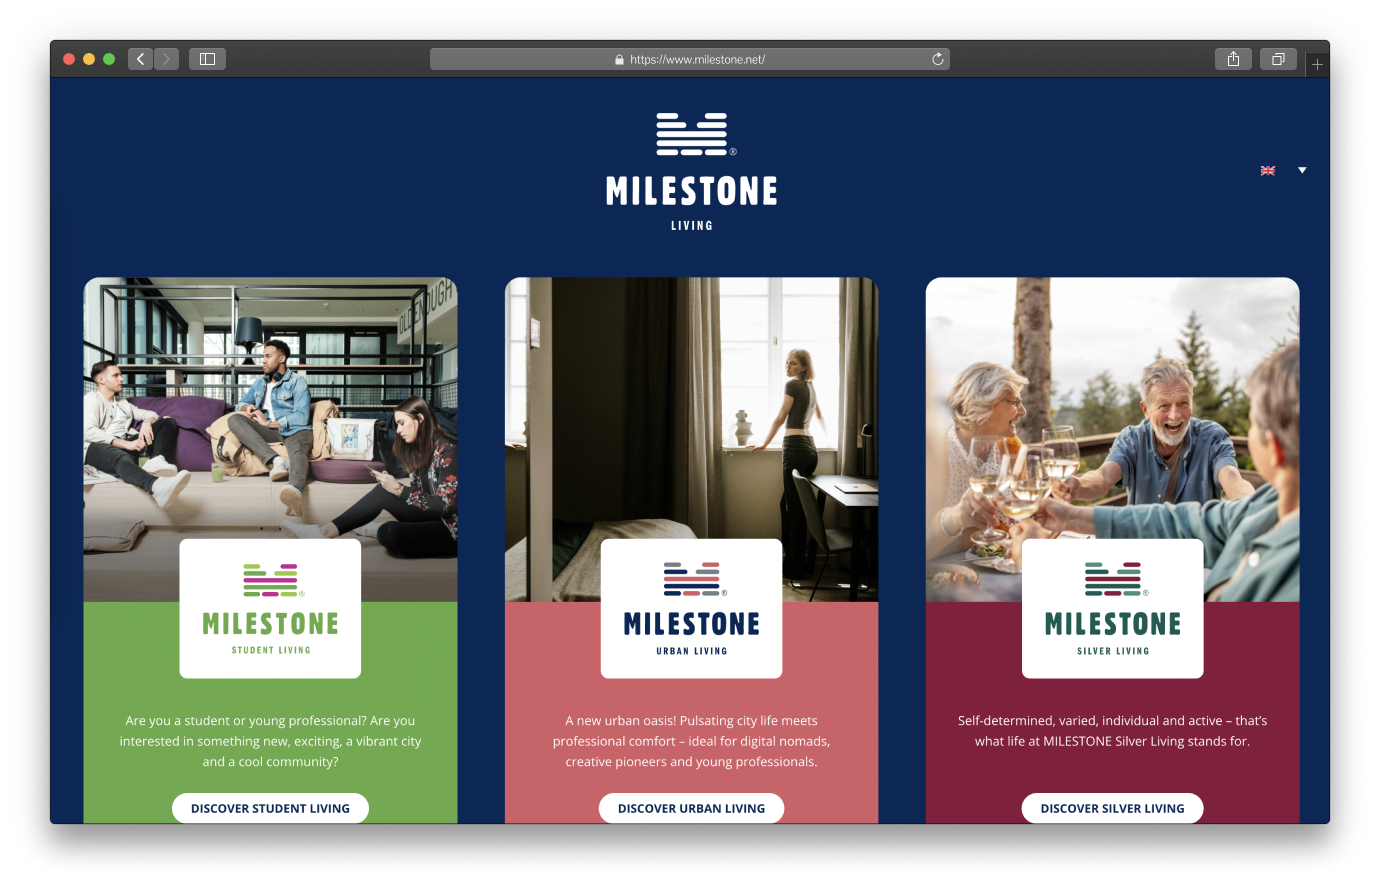 https://www.milestone.net/
®
MILESTONE
LIVING
®
MILESTONE
STUDENT LIVING
Are you a student or young professional? Are you
interested in something new, exciting, a vibrant city
and a cool community?
DISCOVER STUDENT LIVING
®
MILESTONE
URBAN LIVING
A new urban oasis! Pulsating city life meets
professional comfort – ideal for digital nomads,
creative pioneers and young professionals.
DISCOVER URBAN LIVING
®
MILESTONE
SILVER LIVING
Self-determined, varied, individual and active – that’s
what life at MILESTONE Silver Living stands for.
DISCOVER SILVER LIVING